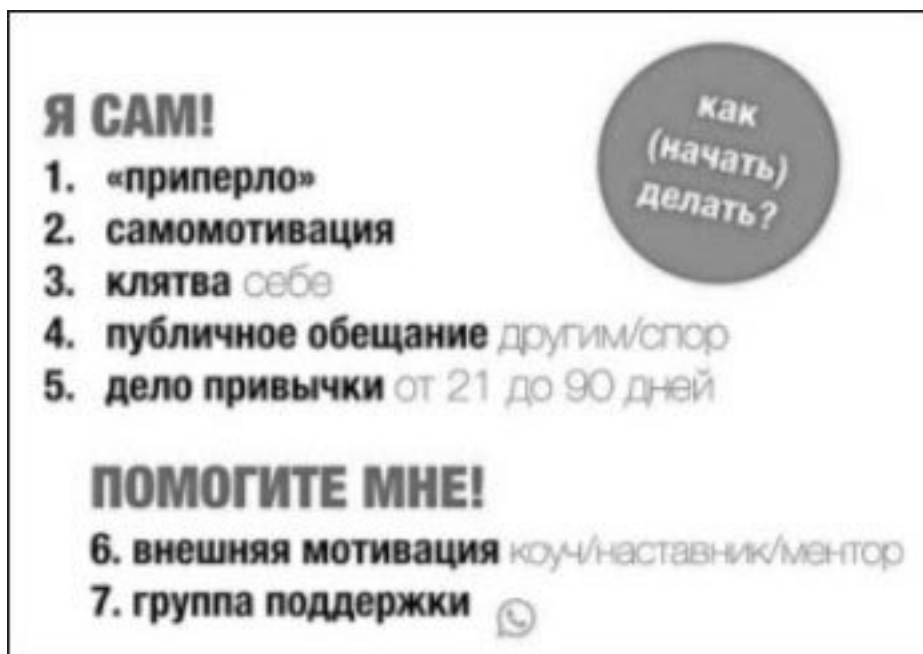 Я САМ!
1. «приперло»
2. самомотивация
3. клятва себе
4. публичное обещание другим/спор
5. дело привычки от 21 до 90 дней
как
(начать)
делать?
ПОМОГИТЕ МНЕ!
6. внешняя мотивация коуч/наставник/ментор
7. группа поддержки